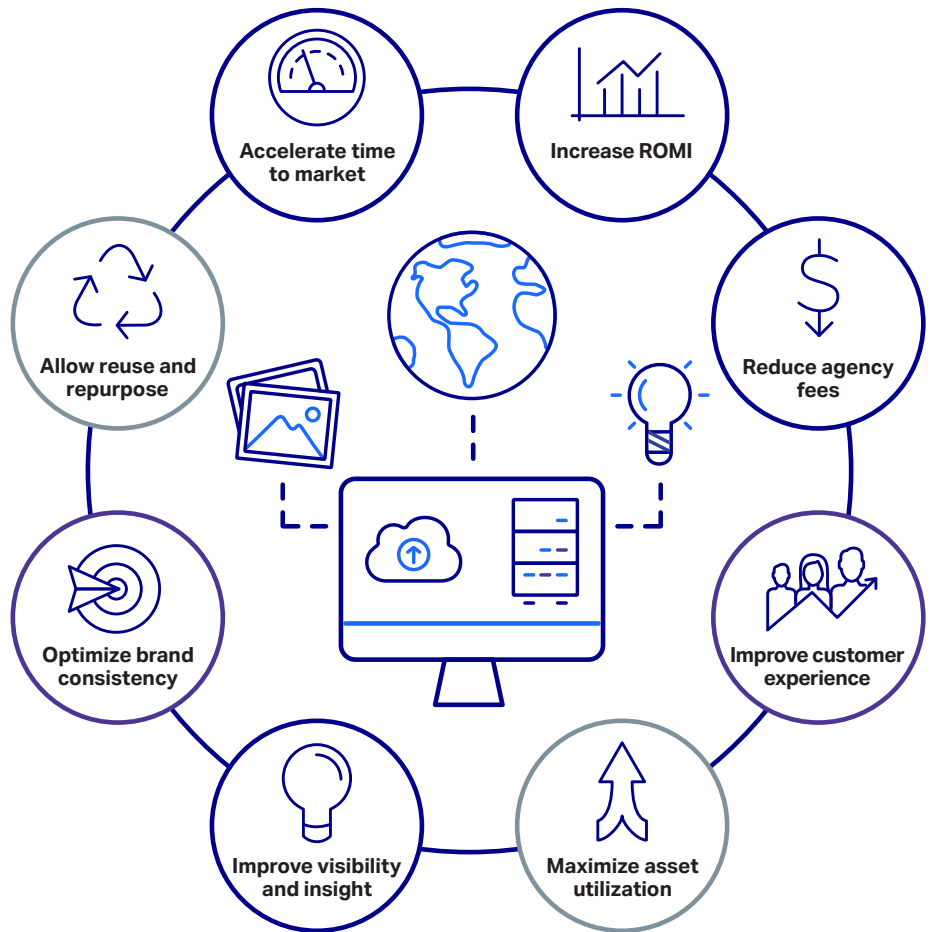 Accelerate time
to market
Increase ROMI
Allow reuse and
repurpose
Reduce agency
fees
Optimize brand
consistency
Improve customer
experience
Improve visibility
and insight
Maximize asset
utilization